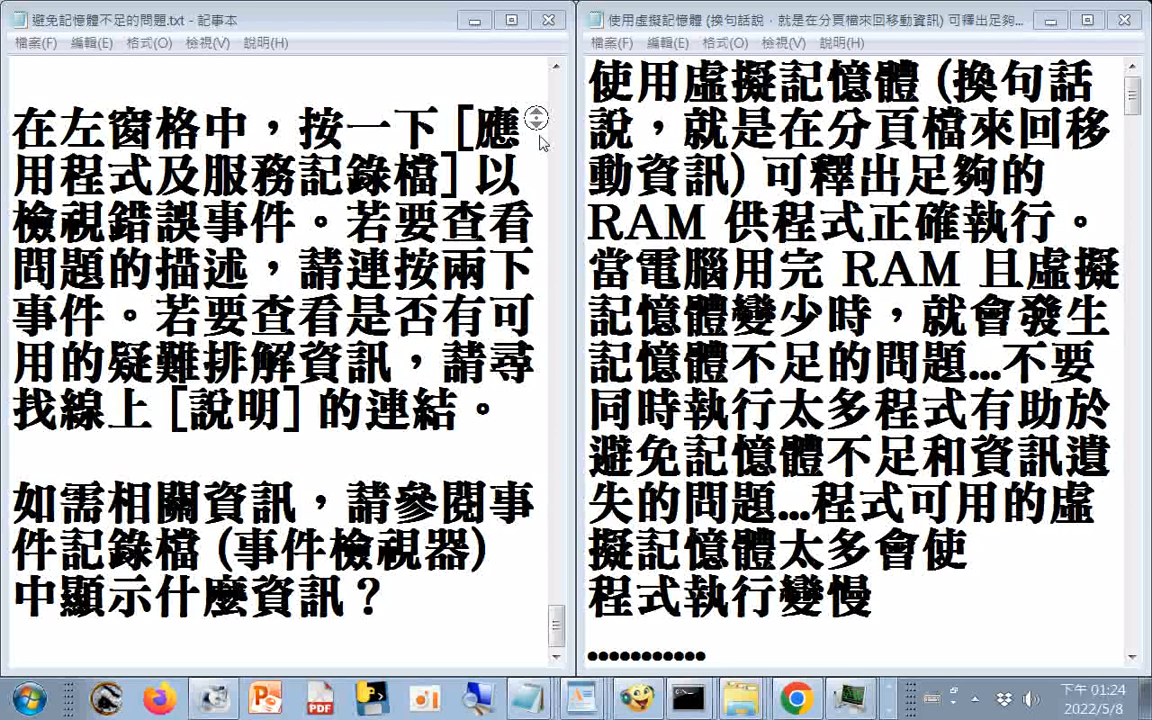 避免記憶體不足的問題.txt - 記事本
檔案(F) 編輯(E) 格式(O) 檢視(V) 說明(H)
在左窗格中，按一下 [應
用程式及服務記錄檔] 以
檢視錯誤事件。若要查看
問題的描述，請連按兩下
事件。若要查看是否有可
用的疑難排解資訊，請尋
找線上 [說明] 的連結。
如需相關資訊，請參閱事
件記錄檔 (事件檢視器)
中顯示什麼資訊？
使用虛擬記憶體 (換句話說，就是在分頁檔來回移動資訊) 可釋出足夠...
檔案(F) 編輯(E) 格式(O) 檢視(V) 說明(H)
使用虛擬記憶體 (換句話
說，就是在分頁檔來回移
動資訊) 可釋出足夠的
RAM 供程式正確執行。
當電腦用完 RAM 且虛擬
記憶體變少時，就會發生
記憶體不足的問題...不要
同時執行太多程式有助於
避免記憶體不足和資訊遺
失的問題...程式可用的虛
擬記憶體太多會使
程式執行變慢
●●●●●●●●●●●
PDF
下午 01:24
2022/5/8